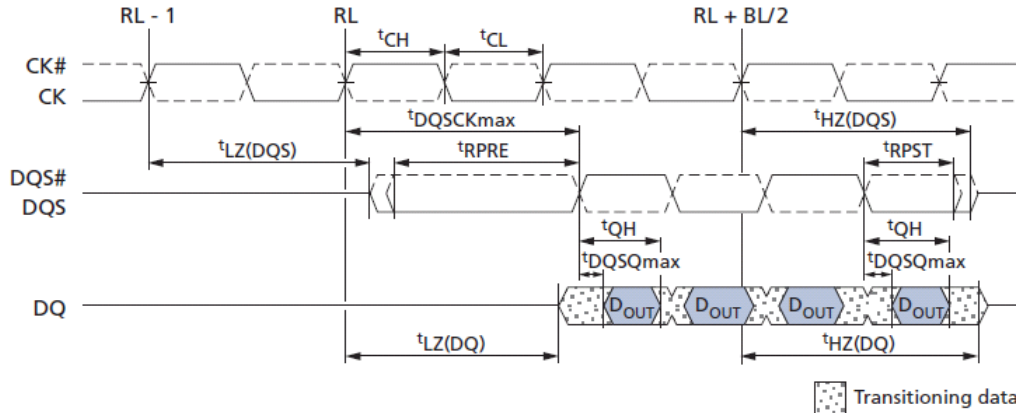 RL - 1 RL RL + BL/2
tCH tCL
CK#
CK
tDQSCKmax tHZ(DQS)
tLZ(DQS) tRPRE tRPST
DQS#
DQS
tQH tQH
tDQSQmax tDQSQmax
DQ DOUT DOUT DOUT DOUT
tLZ(DQ) tHZ(DQ)
Transitioning data